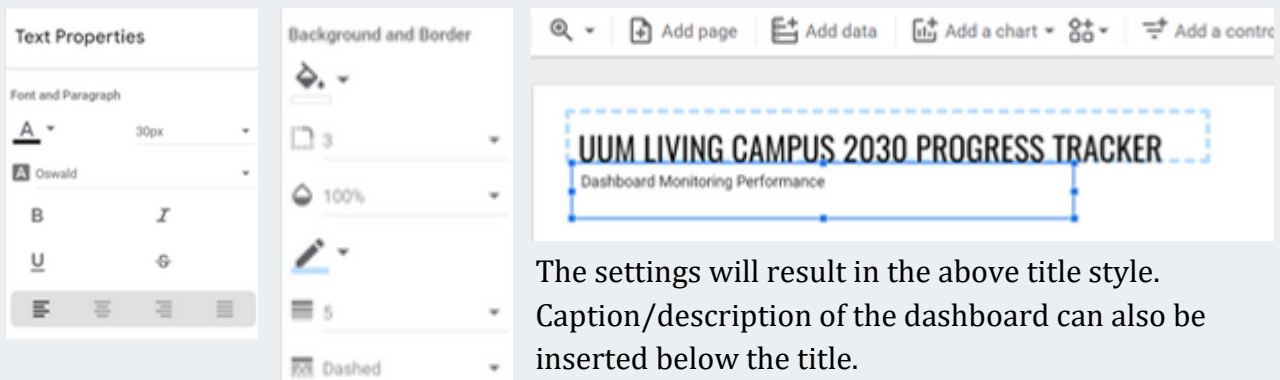 Text Properties
Font and Paragraph
A
30px
A Oswald
B I
U S
Background and Border
3
100%
5
Dashed
Add page Add data Add a chart Add a contro
UUM LIVING CAMPUS 2030 PROGRESS TRACKER
Dashboard Monitoring Performance
The settings will result in the above title style.
Caption/description of the dashboard can also be
inserted below the title.